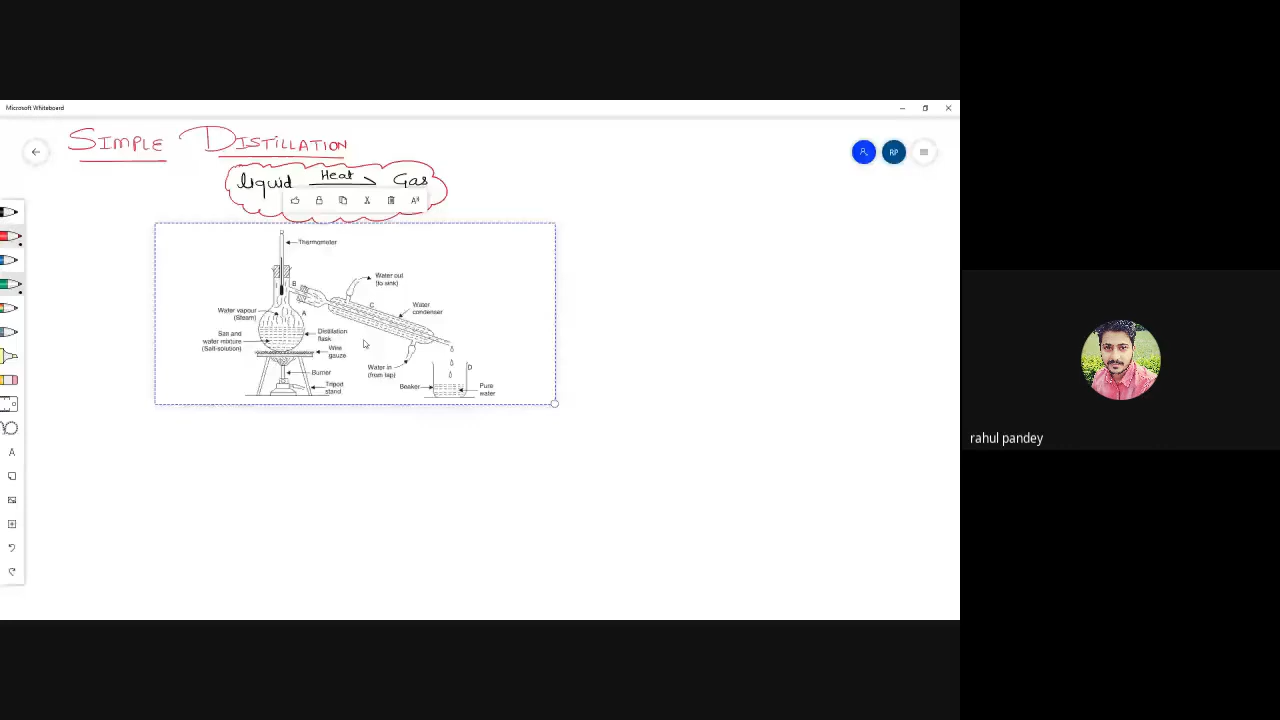 Microsoft Whiteboard
SIMPLE DISTILLATION
RP
liquid Heat Gas
A
Thermometer
B
Water out
(to sink)
C
Water
condenser
Water vapour
(Steam)
A
Salt and
water mixture
(Salt-solution)
Distillation
flask
Wire
gauze
Water in
(from tap)
D
Burner
Tripod
stand
Beaker
Pure
water
rahul pandey
A